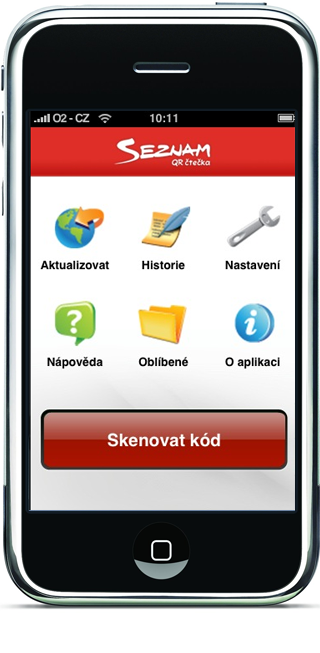 O2 - CZ 10:11
SEZNAM
QR čtečka
Aktualizovat Historie Nastavení
Nápověda Oblíbené O aplikaci
Skenovat kód